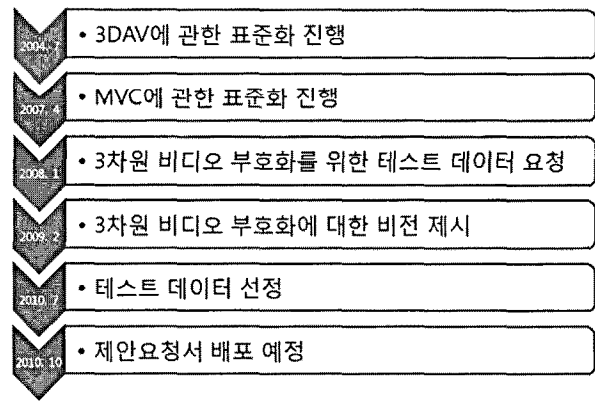 • 3DAV에 관한 표준화 진행
2007. 4
• MVC에 관한 표준화 진행
2008. 1
• 3차원 비디오 부호화를 위한 테스트 데이터 요청
2009. 2
• 3차원 비디오 부호화에 대한 비전 제시
• 테스트 데이터 선정
2010. 10
• 제안요청서 배포 예정